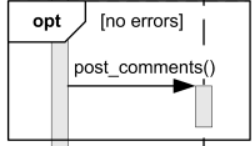 opt [no errors]
post_comments()